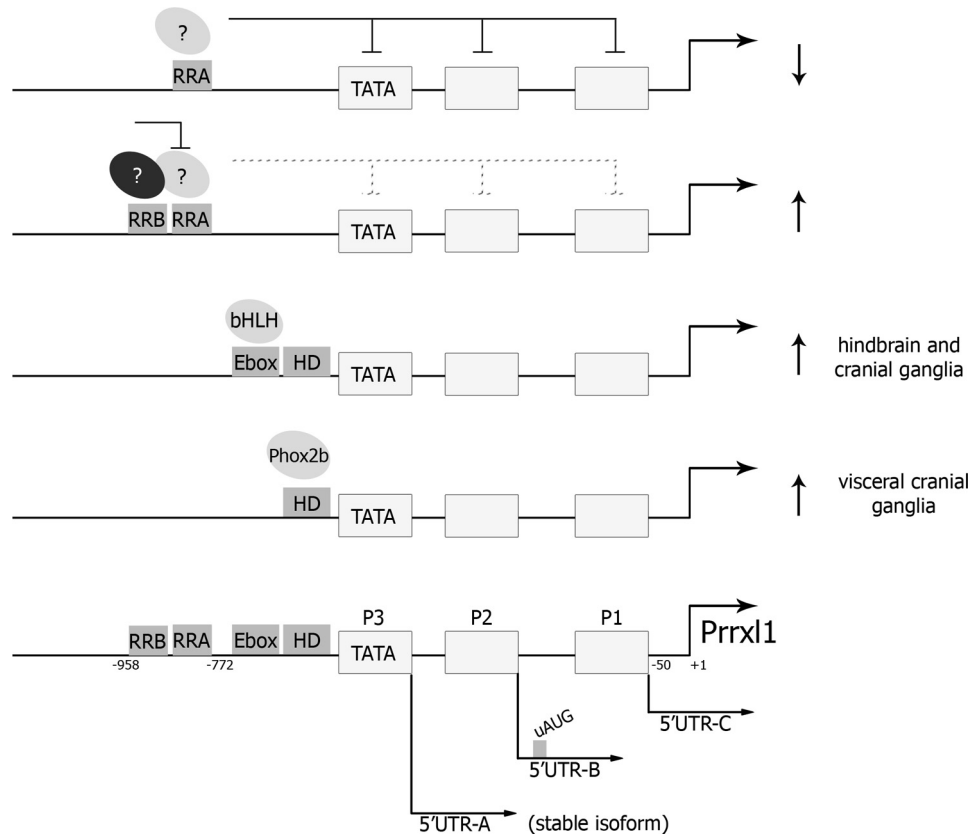 ?
RRA
TATA
? ?
RRB RRA
TATA
bHLH
Ebox HD
TATA
hindbrain and
cranial ganglia
Phox2b
HD
TATA
visceral cranial
ganglia
P3 P2 P1
Prrxl1
RRB RRA Ebox HD TATA
-958 -772 -50 +1
5'UTR-C
uAUG
5'UTR-B
5'UTR-A (stable isoform)